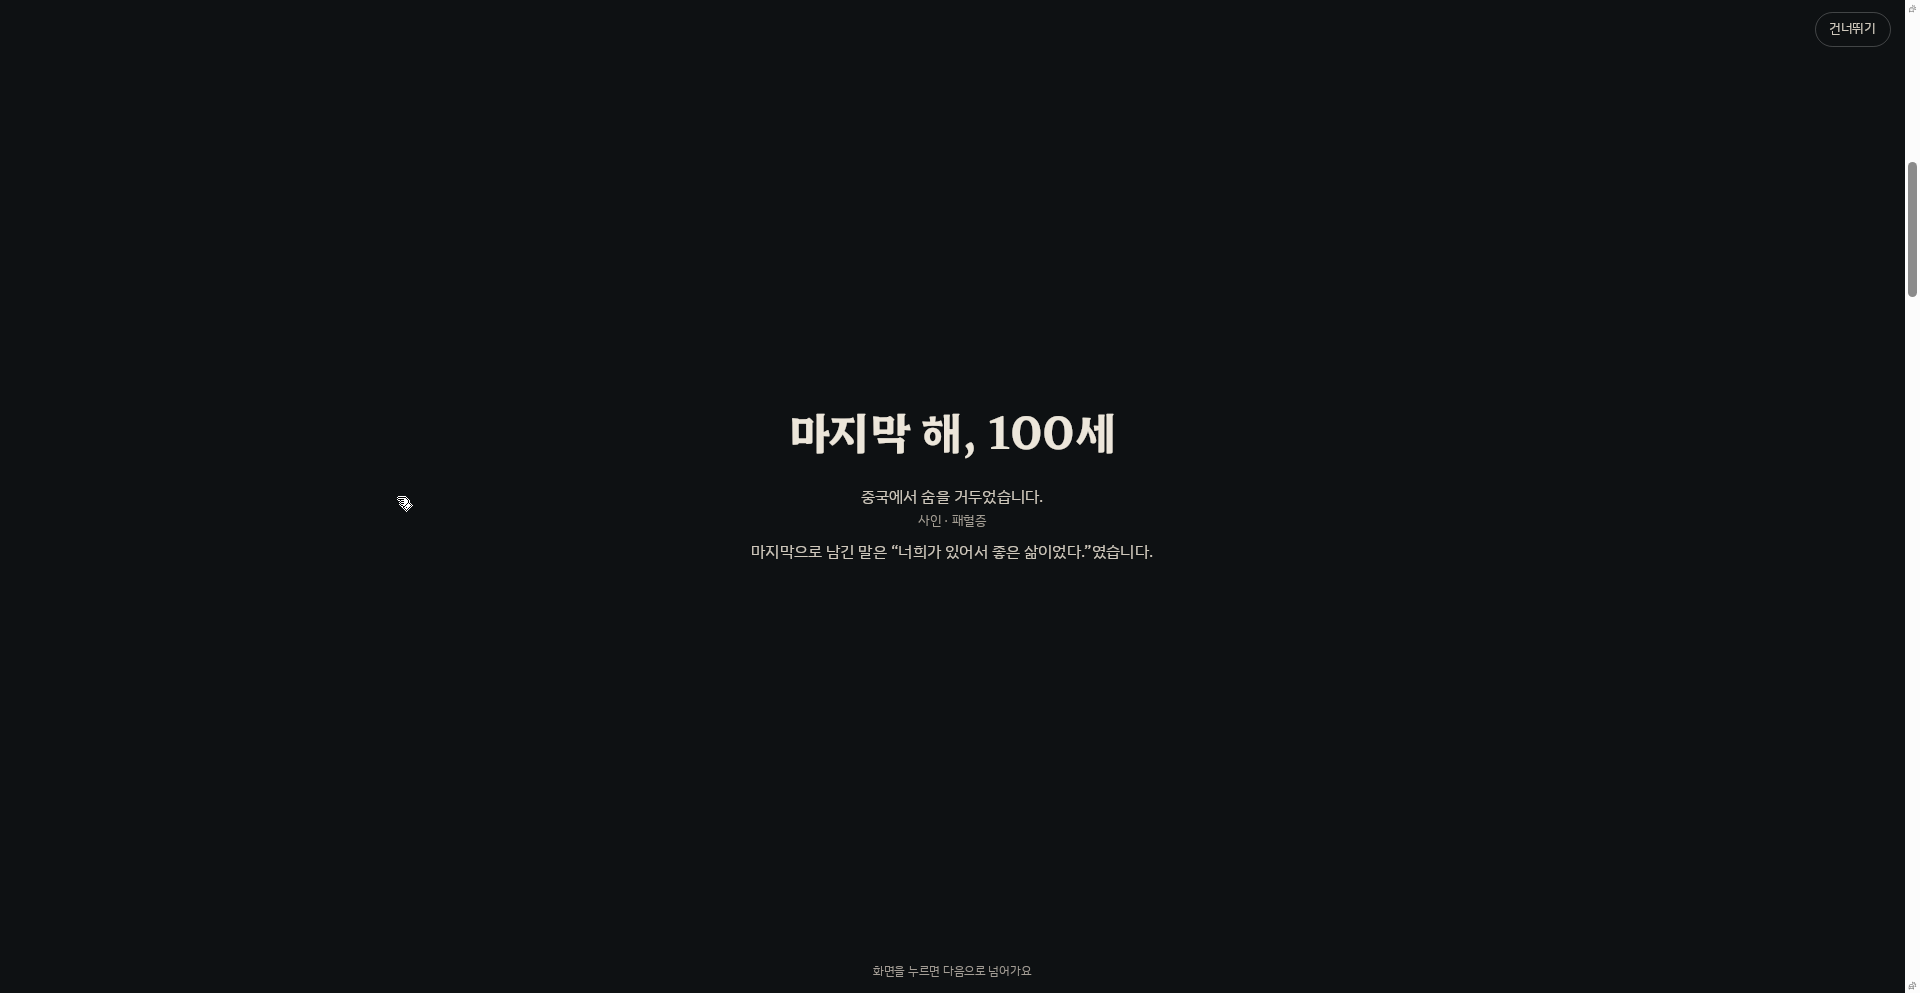 건너뛰기
마지막 해, 100세
중국에서 숨을 거두었습니다.
사인 · 패혈증
마지막으로 남긴 말은 “너희가 있어서 좋은 삶이었다.”였습니다.
화면을 누르면 다음으로 넘어가요